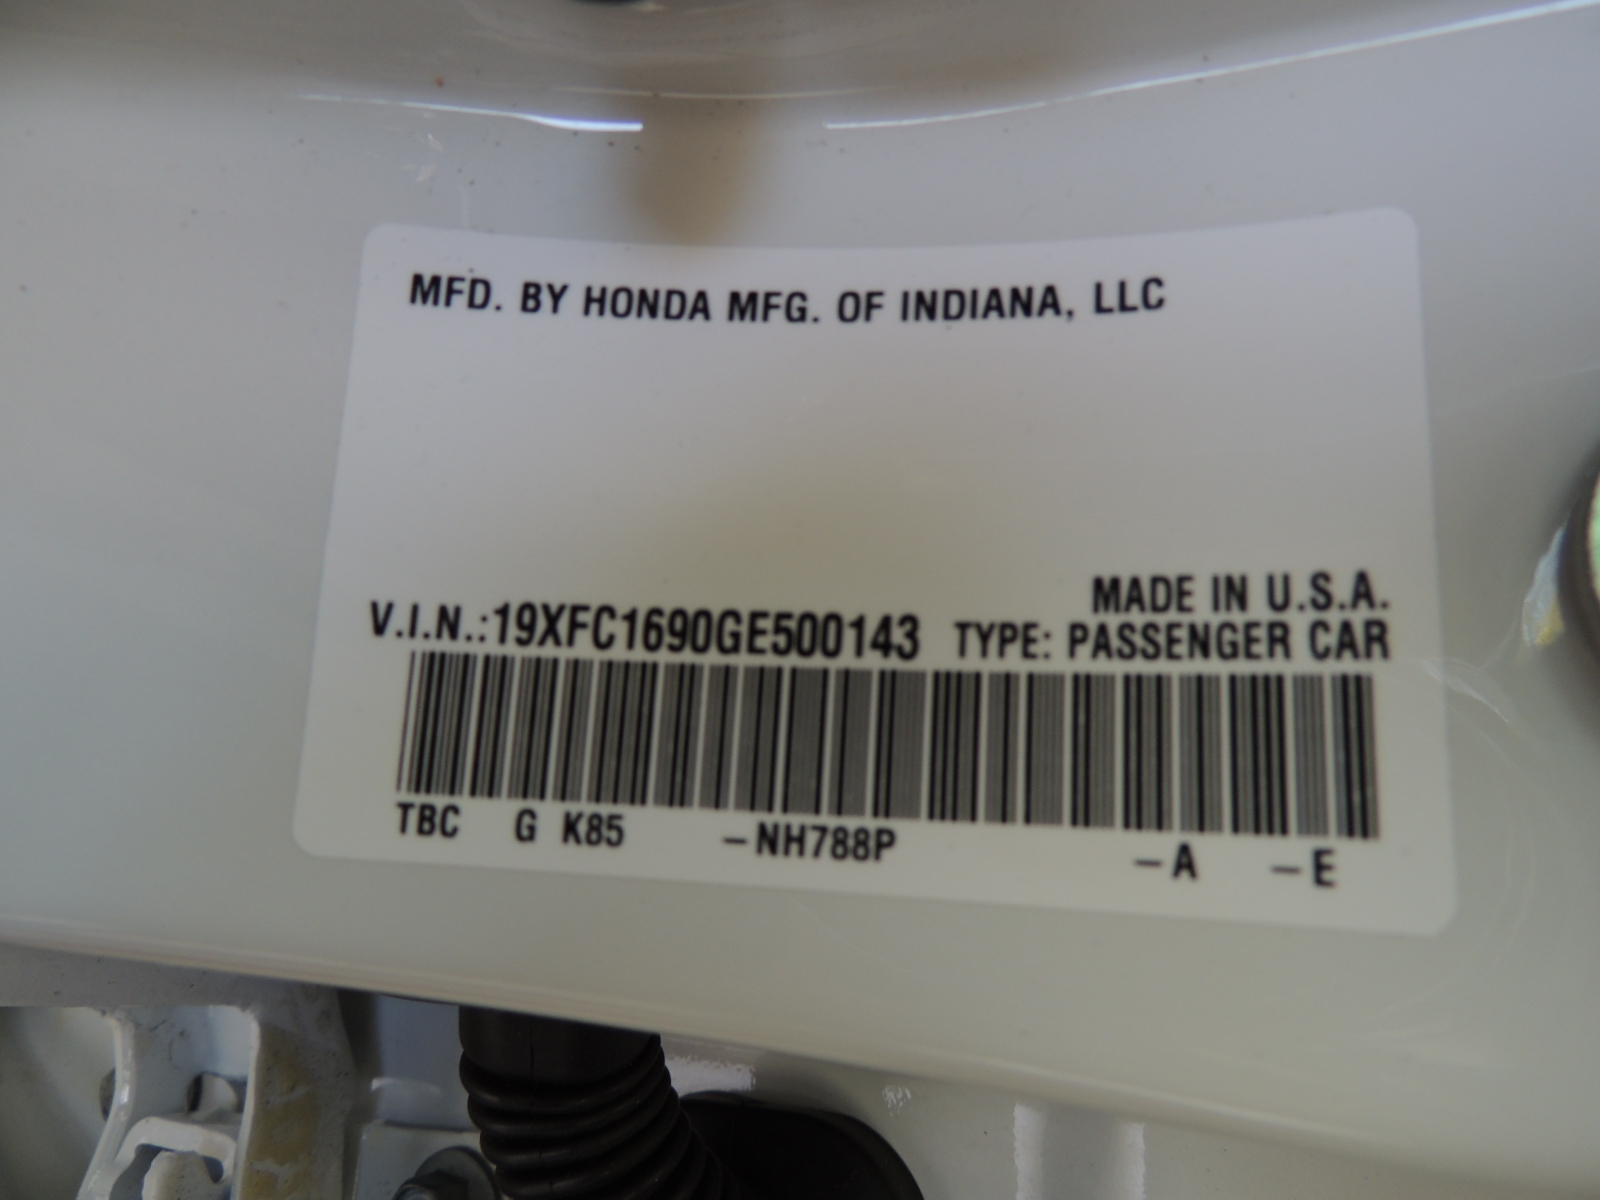 MFD. BY HONDA MFG. OF INDIANA, LLC
MADE IN U.S.A.
V.I.N.:19XFC1690GE500143 TYPE: PASSENGER CAR
TBC G K85 -NH788P -A -E